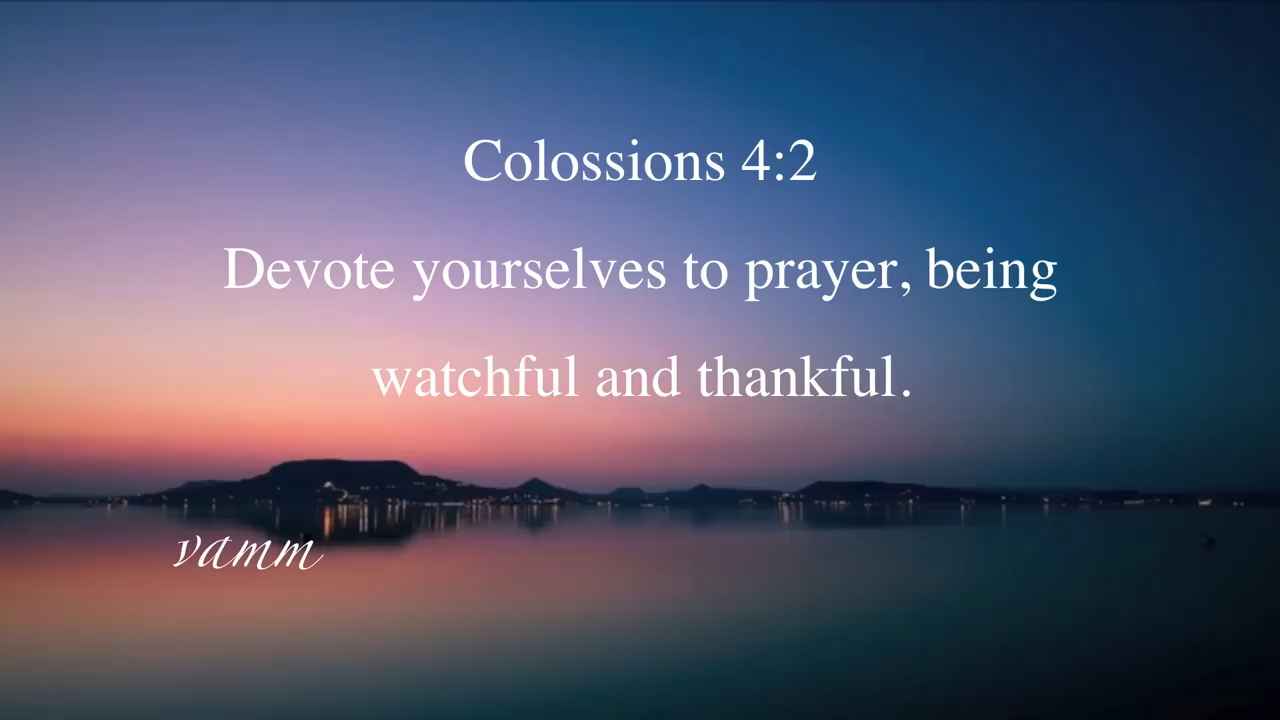 Colossions 4:2
Devote yourselves to prayer, being
watchful and thankful.
vamm